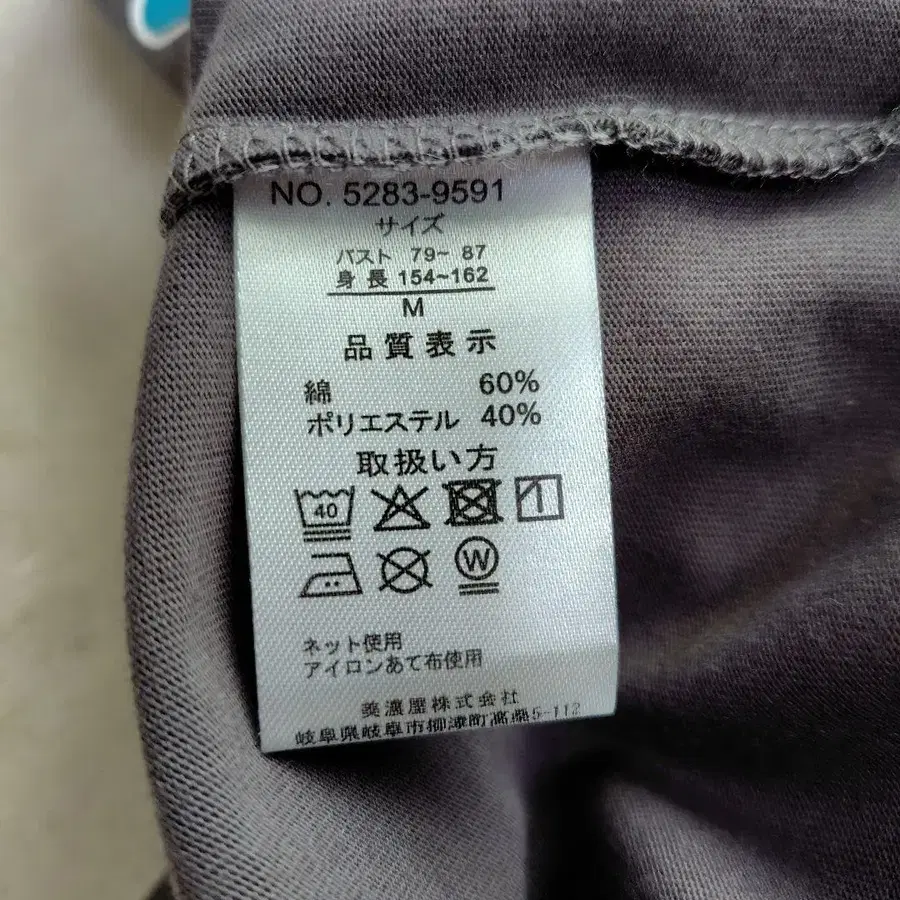 NO. 5283-9591
サイズ
バスト 79~ 87
身長 154~162
M
品質表示
綿 60%
ポリエステル 40%
取扱い方
40
1
W
ネット使用
アイロンあて布使用
美濃屋株式会社
岐阜県岐阜市柳津町高桑5-112